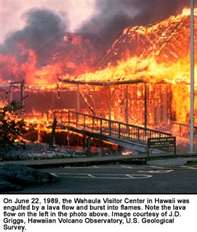 On June 22, 1989, the Wahaula Visitor Center in Hawaii was
engulfed by a lava flow and burst into flames. Note the lava
flow on the left in the photo above. Image courtesy of J.D.
Griggs, Hawaiian Volcano Observatory, U.S. Geological
Survey.